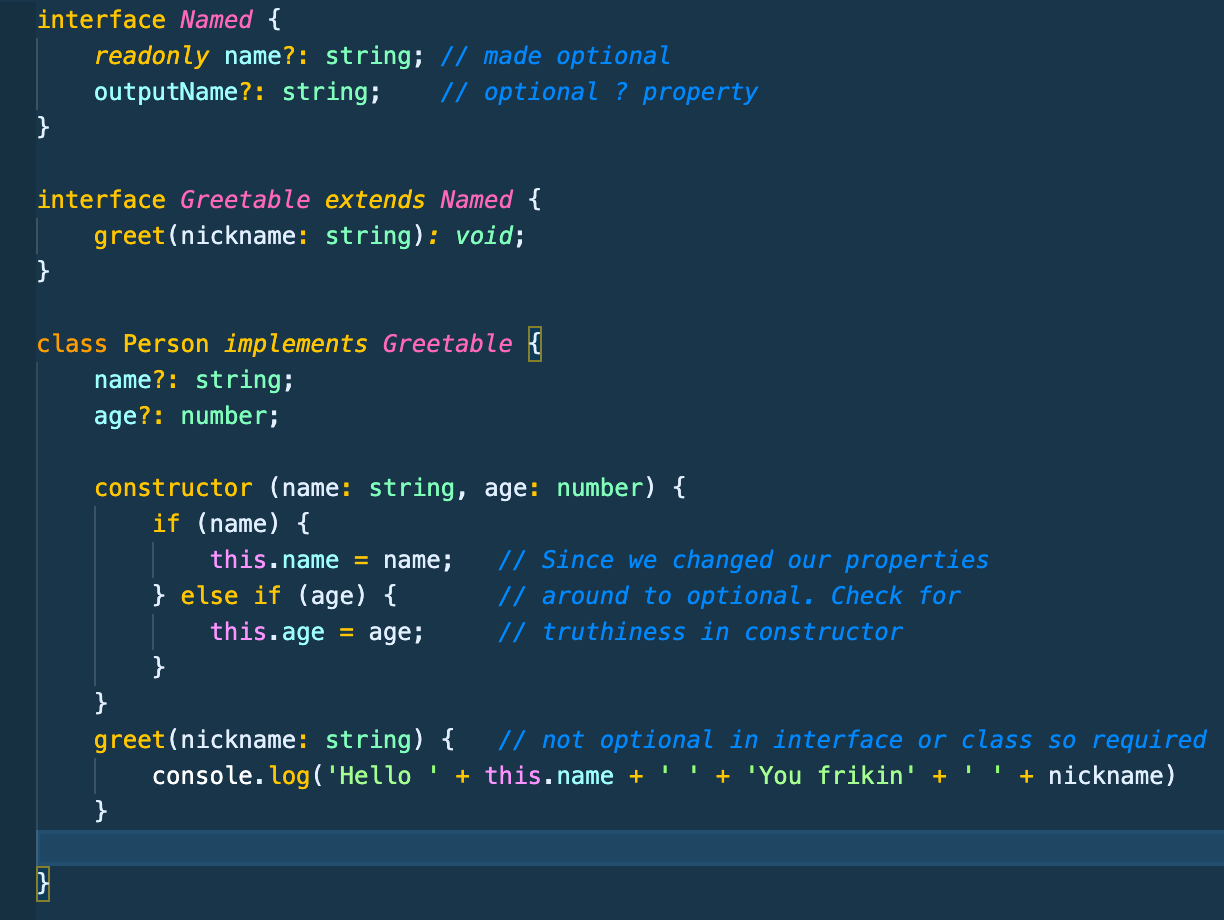 interface Named {
    readonly name?: string; // made optional
    outputName?: string;    // optional ? property
}

interface Greetable extends Named {
    greet(nickname: string): void;
}

class Person implements Greetable {
    name?: string;
    age?: number;

    constructor (name: string, age: number) {
        if (name) {
            this.name = name;   // Since we changed our properties
        } else if (age) {       // around to optional. Check for
            this.age = age;     // truthiness in constructor
        }
    }
    greet(nickname: string) {   // not optional in interface or class so required
        console.log('Hello ' + this.name + ' ' + 'You frikin' + ' ' + nickname)
    }

}